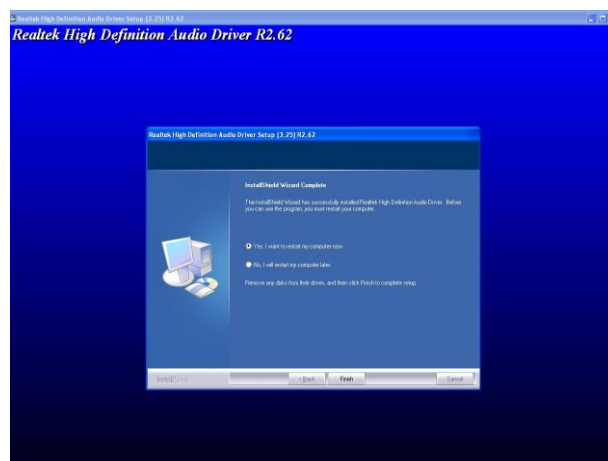 Realtek High Definition Audio Driver Setup (3.25) R2.62
Realtek High Definition Audio Driver R2.62
Realtek High Definition Audio Driver Setup (3.25) R2.62
InstallShield Wizard Complete
The InstallShield Wizard has successfully installed Realtek High Definition Audio Driver. Before
you can use the program, you must restart your computer.
Yes, I want to restart my computer now.
No, I will restart my computer later.
Remove any disks from their drives, and then click Finish to complete setup.
InstallShield
< Back Finish Cancel